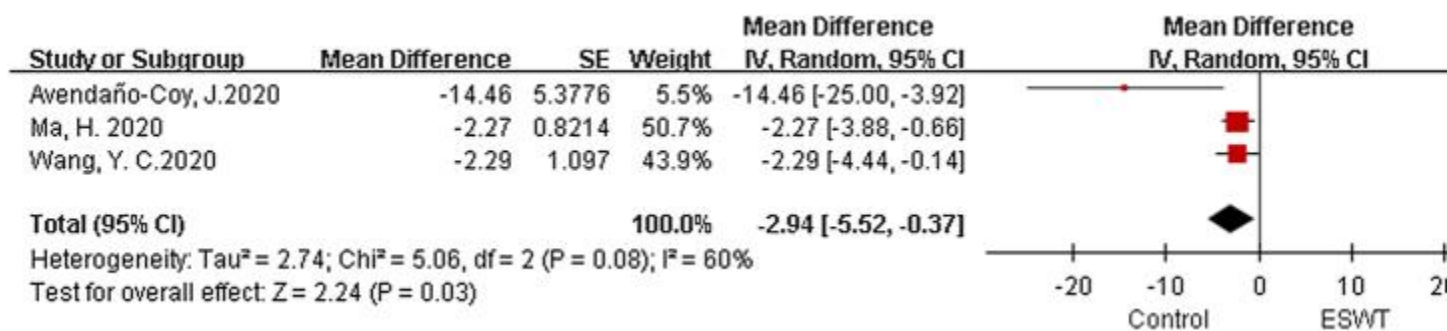 Mean Difference Mean Difference
Study or Subgroup Mean Difference SE Weight IV, Random, 95% CI IV, Random, 95% CI
Avendaño-Coy, J.2020 -14.46 5.3776 5.5% -14.46 [-25.00, -3.92]
Ma, H. 2020 -2.27 0.8214 50.7% -2.27 [-3.88, -0.66]
Wang, Y. C.2020 -2.29 1.097 43.9% -2.29 [-4.44, -0.14]
Total (95% CI) 100.0% -2.94 [-5.52, -0.37]
Heterogeneity: Tau² = 2.74; Chi² = 5.06, df = 2 (P = 0.08); I² = 60%
Test for overall effect: Z = 2.24 (P = 0.03)
-20 -10 0 10
Control ESWT